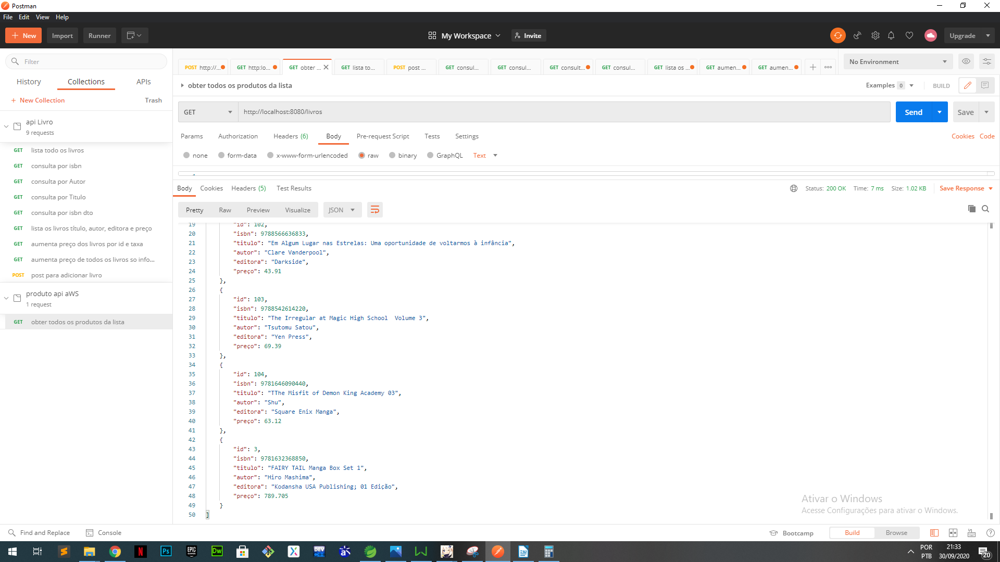 Postman
File Edit View Help
+ New Import Runner My Workspace Invite Upgrade
Filter
History Collections APIs
+ New Collection Trash
api Livro
9 requests
GET lista todo os livros
GET consulta por isbn
GET consulta por Autor
GET consulta por Titulo
GET consulta por isbn dto
GET lista os livros título, autor, editora e preço
GET aumenta preço dos livros por id e taxa
GET aumenta preço de todos os livros so info...
POST post para adicionar livro
produto api aWS
1 request
GET obter todos os produtos da lista
POST http://... GET http:lo... GET obter ... GET lista to... POST post ... GET consul... GET consul... GET consult... GET consul... GET lista os ... GET aumen... GET aumen... No Environment
obter todos os produtos da lista Examples 0 BUILD
GET http://localhost:8080/livros Send Save
Params Authorization Headers (6) Body Pre-request Script Tests Settings Cookies Code
none form-data x-www-form-urlencoded raw binary GraphQL Text
Body Cookies Headers (5) Test Results Status: 200 OK Time: 7 ms Size: 1.02 KB Save Response
Pretty Raw Preview Visualize JSON
19 "id": 102,
20 "isbn": 9788566636833,
21 "titulo": "Em Algum Lugar nas Estrelas: Uma oportunidade de voltarmos à infância",
22 "autor": "Clare Vanderpool",
23 "editora": "Darkside",
24 "preço": 43.91
25 },
26 {
27 "id": 103,
28 "isbn": 9788542614220,
29 "titulo": "The Irregular at Magic High School  Volume 3",
30 "autor": "Tsutomu Satou",
31 "editora": "Yen Press",
32 "preço": 69.39
33 },
34 {
35 "id": 104,
36 "isbn": 9781646090440,
37 "titulo": "TThe Misfit of Demon King Academy 03",
38 "autor": "Shu",
39 "editora": "Square Enix Manga",
40 "preço": 63.12
41 },
42 {
43 "id": 3,
44 "isbn": 9781632368850,
45 "titulo": "FAIRY TAIL Manga Box Set 1",
46 "autor": "Hiro Mashima",
47 "editora": "Kodansha USA Publishing; 01 Edição",
48 "preço": 789.705
49 }
50 ]
Ativar o Windows
Acesse Configurações para ativar o Windows.
Find and Replace Console Bootcamp Build Browse
N Ps EPIC GAMES Dw DEV POR 21:33
PTB 30/09/2020 20